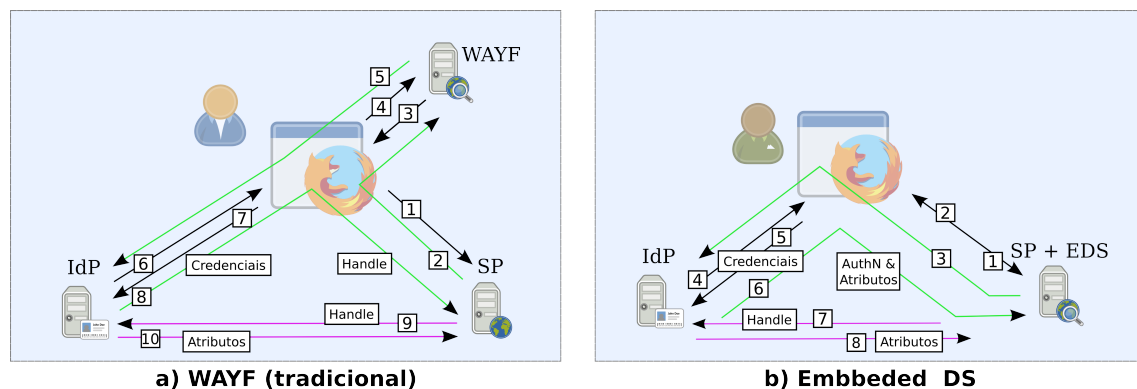 WAYF
5
4
3
1
7
IdP
6
Credenciais
Handle
2
SP
8
Handle
9
10
Atributos
a) WAYF (tradicional)
2
5
SP + EDS
IdP
Credenciais
AuthN &
Atributos
3
1
4
6
Handle
7
8
Atributos
b) Embbeded DS